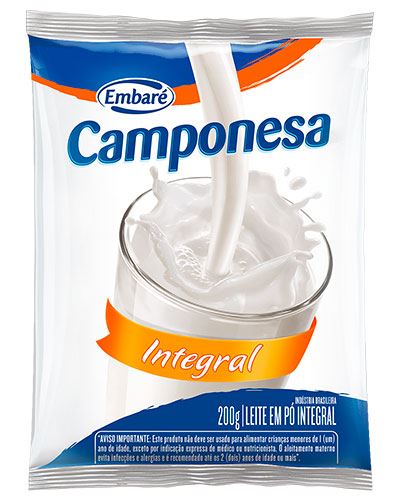 Embaré
Camponesa
Integral
INDÚSTRIA BRASILEIRA
200g | LEITE EM PÓ INTEGRAL
"AVISO IMPORTANTE: Este produto não deve ser usado para alimentar crianças menores de 1 (um)
ano de idade, exceto por indicação expressa de médico ou nutricionista. O aleitamento materno
evita infecções e alergias e é recomendado até os 2 (dois) anos de idade ou mais".